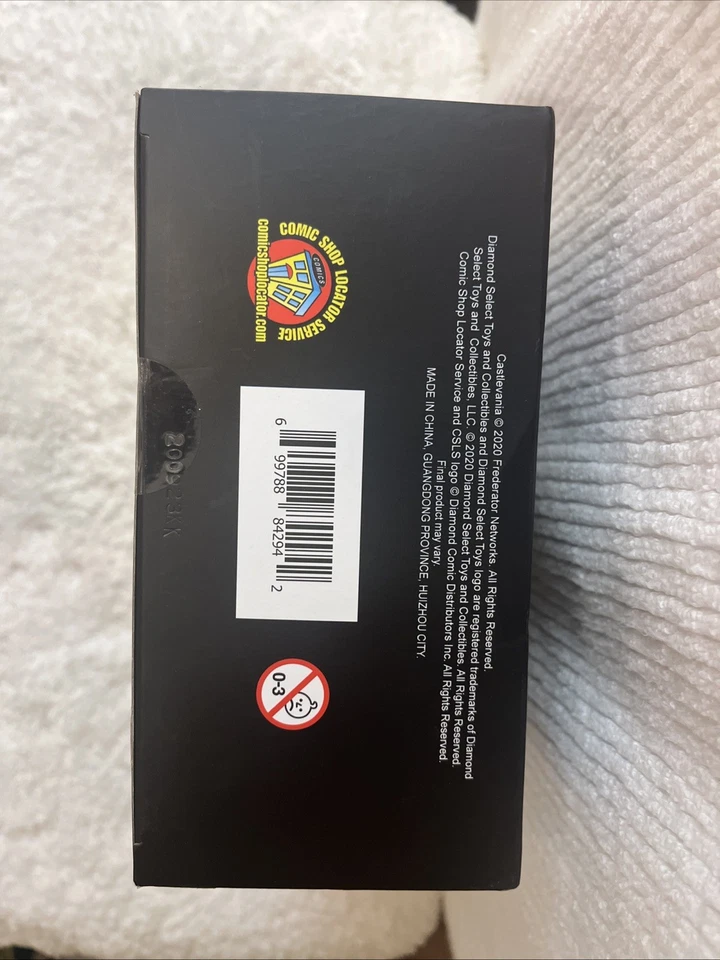 Castlevania © 2020 Frederator Networks. All Rights Reserved.
Diamond Select Toys and Collectibles and Diamond Select Toys logo are registered trademarks of Diamond
Select Toys and Collectibles, LLC. © 2020 Diamond Select Toys and Collectibles. All Rights Reserved.
Comic Shop Locator Service and CSLS logo © Diamond Comic Distributors Inc. All Rights Reserved.
Final product may vary.
MADE IN CHINA, GUANGDONG PROVINCE, HUIZHOU CITY.
COMIC SHOP LOCATOR SERVICE
COMICS
comicshoplocator.com
6 99788 84294 2
0-3